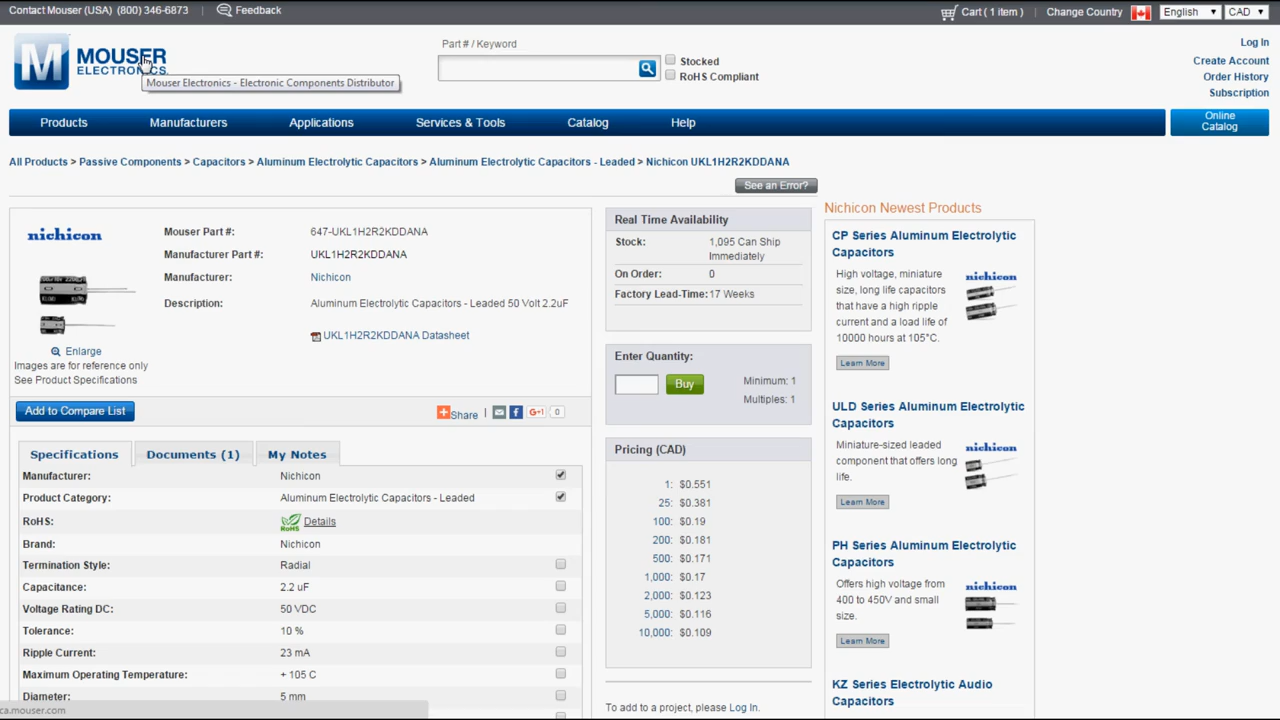 Contact Mouser (USA) (800) 346-6873 | Feedback
Cart ( 1 item ) | Change Country English CAD
M MOUSER ELECTRONICS
Mouser Electronics - Electronic Components Distributor
Part # / Keyword
Stocked
RoHS Compliant
Log In
Create Account
Order History
Subscription
Products Manufacturers Applications Services & Tools Catalog Help
Online Catalog
All Products > Passive Components > Capacitors > Aluminum Electrolytic Capacitors > Aluminum Electrolytic Capacitors - Leaded > Nichicon UKL1H2R2KDDANA
See an Error?
nichicon
Enlarge
Images are for reference only
See Product Specifications
Mouser Part #: 647-UKL1H2R2KDDANA
Manufacturer Part #: UKL1H2R2KDDANA
Manufacturer: Nichicon
Description: Aluminum Electrolytic Capacitors - Leaded 50 Volt 2.2uF
UKL1H2R2KDDANA Datasheet
Add to Compare List
Share | G+1 0
Specifications Documents (1) My Notes
Manufacturer: Nichicon
Product Category: Aluminum Electrolytic Capacitors - Leaded
RoHS: RoHS Details
Brand: Nichicon
Termination Style: Radial
Capacitance: 2.2 uF
Voltage Rating DC: 50 VDC
Tolerance: 10 %
Ripple Current: 23 mA
Maximum Operating Temperature: + 105 C
Diameter: 5 mm
ca.mouser.com
Real Time Availability
Stock: 1,095 Can Ship
Immediately
On Order: 0
Factory Lead-Time: 17 Weeks
Enter Quantity:
Buy
Minimum: 1
Multiples: 1
Pricing (CAD)
1: $0.551
25: $0.381
100: $0.19
200: $0.181
500: $0.171
1,000: $0.17
2,000: $0.123
5,000: $0.116
10,000: $0.109
To add to a project, please Log In.
Nichicon Newest Products
CP Series Aluminum Electrolytic
Capacitors
High voltage, miniature
size, long life capacitors
that have a high ripple
current and a load life of
10000 hours at 105°C.
nichicon
Learn More
ULD Series Aluminum Electrolytic
Capacitors
Miniature-sized leaded
component that offers long
life.
nichicon
Learn More
PH Series Aluminum Electrolytic
Capacitors
Offers high voltage from
400 to 450V and small
size.
nichicon
Learn More
KZ Series Electrolytic Audio
Capacitors